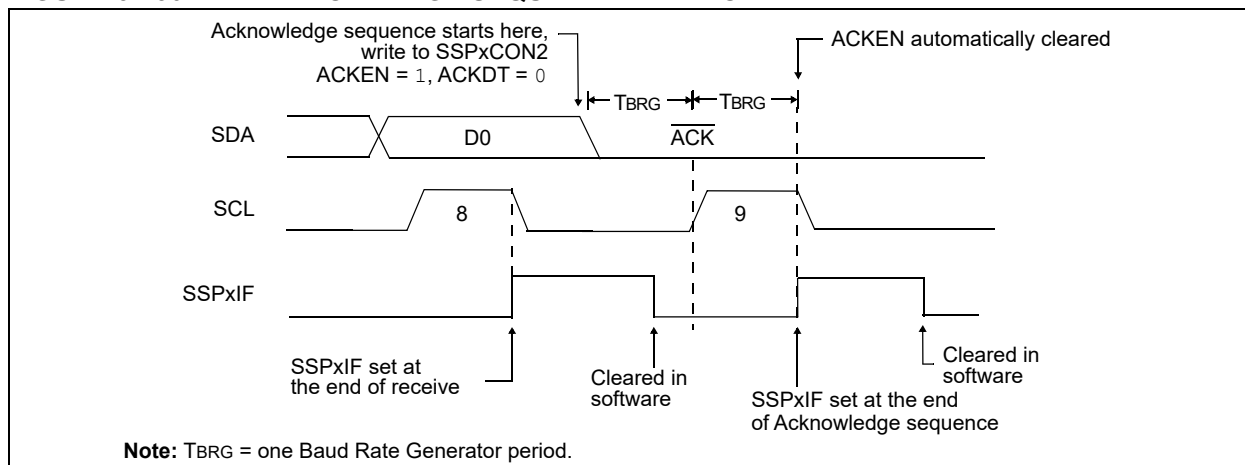 Acknowledge sequence starts here,
write to SSPxCON2
ACKEN = 1, ACKDT = 0
ACKEN automatically cleared
TBRG
TBRG
SDA
D0
ACK
SCL
8
9
SSPxIF
SSPxIF set at
the end of receive
Cleared in
software
SSPxIF set at the end
of Acknowledge sequence
Cleared in
software
Note: TBRG = one Baud Rate Generator period.